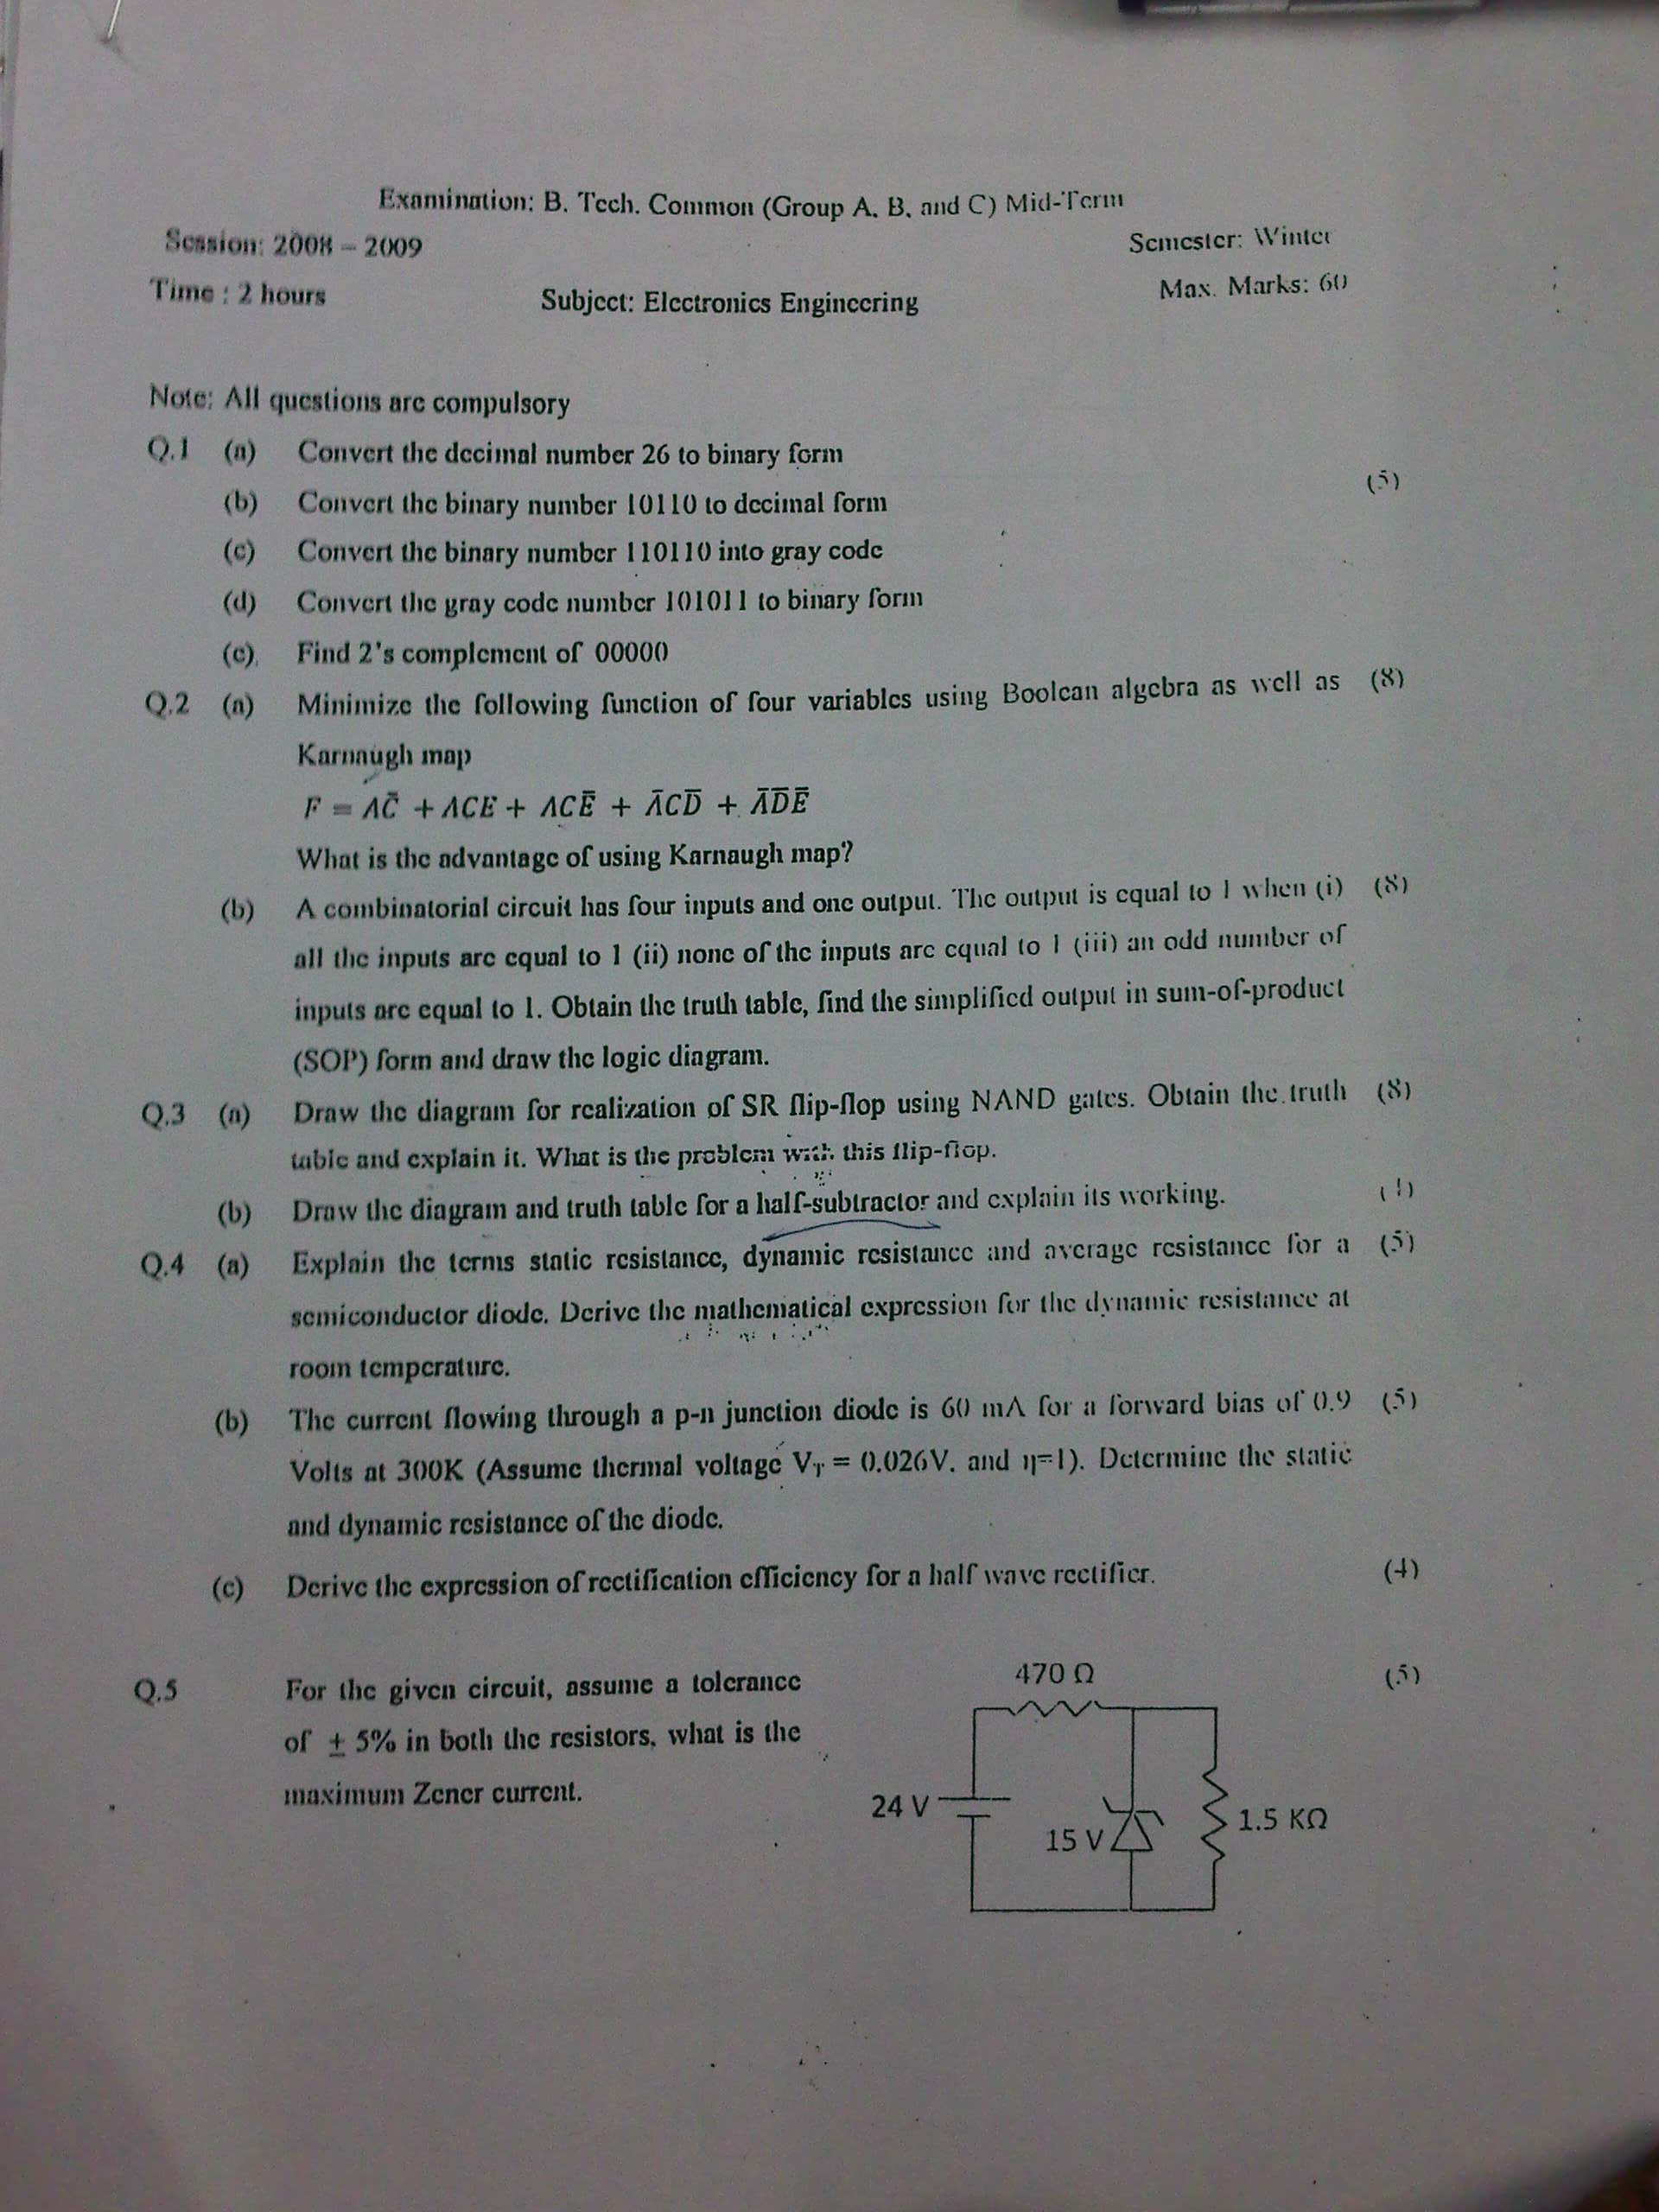 Examination: B. Tech. Common (Group A, B, and C) Mid-Term
Session: 2008 – 2009
Semester: Winter
Time : 2 hours
Subject: Electronics Engineering
Max. Marks: 60
Note: All questions are compulsory
Q.1 (a) Convert the decimal number 26 to binary form
(5)
(b) Convert the binary number 10110 to decimal form
(c) Convert the binary number 110110 into gray code
(d) Convert the gray code number 101011 to binary form
(e) Find 2's complement of 00000
Q.2 (a) Minimize the following function of four variables using Boolean algebra as well as (8)
Karnaugh map
F = AC̄ + ACE + ACĒ + ĀCD̄ + ĀD̄Ē
What is the advantage of using Karnaugh map?
(b) A combinatorial circuit has four inputs and one output. The output is equal to 1 when (i) (8)
all the inputs are equal to 1 (ii) none of the inputs are equal to 1 (iii) an odd number of
inputs are equal to 1. Obtain the truth table, find the simplified output in sum-of-product
(SOP) form and draw the logic diagram.
Q.3 (a) Draw the diagram for realization of SR flip-flop using NAND gates. Obtain the truth (8)
table and explain it. What is the problem with this flip-flop.
(b) Draw the diagram and truth table for a half-subtractor and explain its working.
Q.4 (a) Explain the terms static resistance, dynamic resistance and average resistance for a (5)
semiconductor diode. Derive the mathematical expression for the dynamic resistance at
room temperature.
(b) The current flowing through a p-n junction diode is 60 mA for a forward bias of 0.9 (5)
Volts at 300K (Assume thermal voltage V_T = 0.026V. and η=1). Determine the static
and dynamic resistance of the diode.
(c) Derive the expression of rectification efficiency for a half wave rectifier. (4)
Q.5 For the given circuit, assume a tolerance (5)
of ± 5% in both the resistors, what is the
maximum Zener current.
470 Ω
24 V
15 V
1.5 KΩ